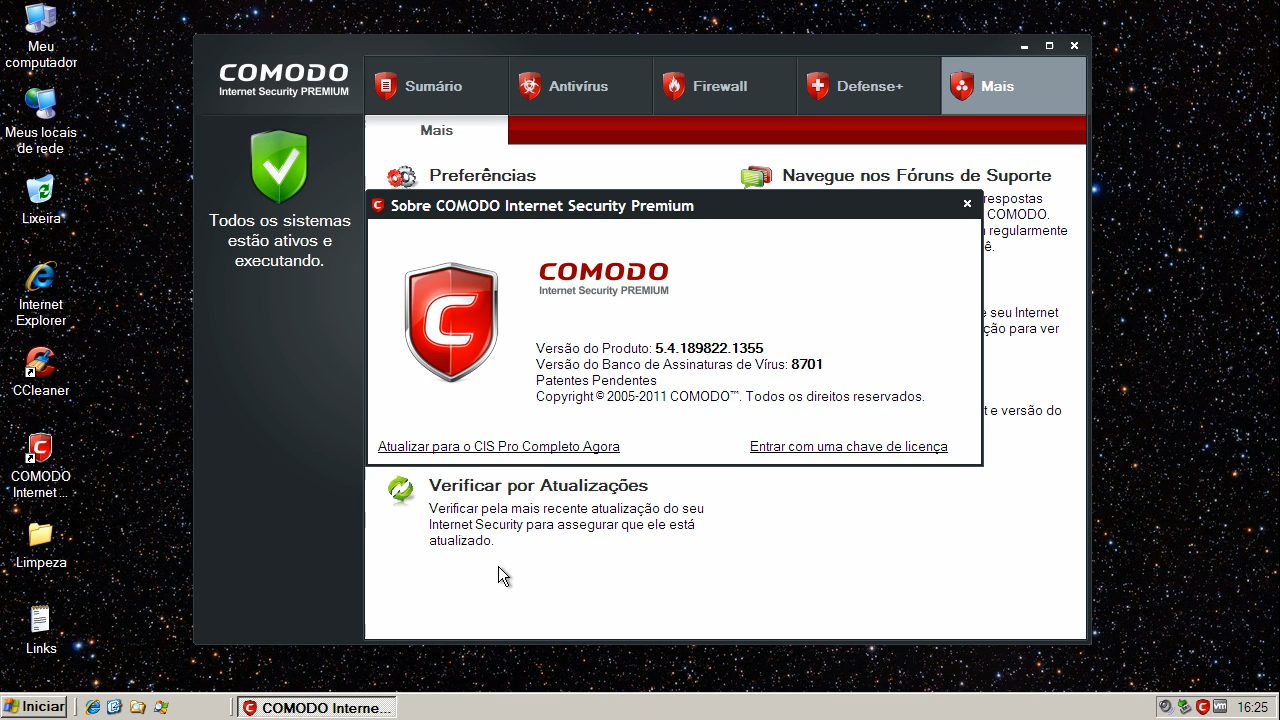 Meu
computador
Meus locais
de rede
Lixeira
Internet
Explorer
CCleaner
COMODO
Internet ...
Limpeza
Links
COMODO
Internet Security PREMIUM
Sumário
Antivírus
Firewall
Defense+
Mais
Mais
Todos os sistemas
estão ativos e
executando.
Preferências
Navegue nos Fóruns de Suporte
respostas
COMODO.
regularmente
ê.
e seu Internet
ção para ver
t e versão do
Sobre COMODO Internet Security Premium
COMODO
Internet Security PREMIUM
Versão do Produto: 5.4.189822.1355
Versão do Banco de Assinaturas de Vírus: 8701
Patentes Pendentes
Copyright © 2005-2011 COMODO™. Todos os direitos reservados.
Atualizar para o CIS Pro Completo Agora
Entrar com uma chave de licença
Verificar por Atualizações
Verificar pela mais recente atualização do seu
Internet Security para assegurar que ele está
atualizado.
Iniciar
COMODO Interne...
16:25